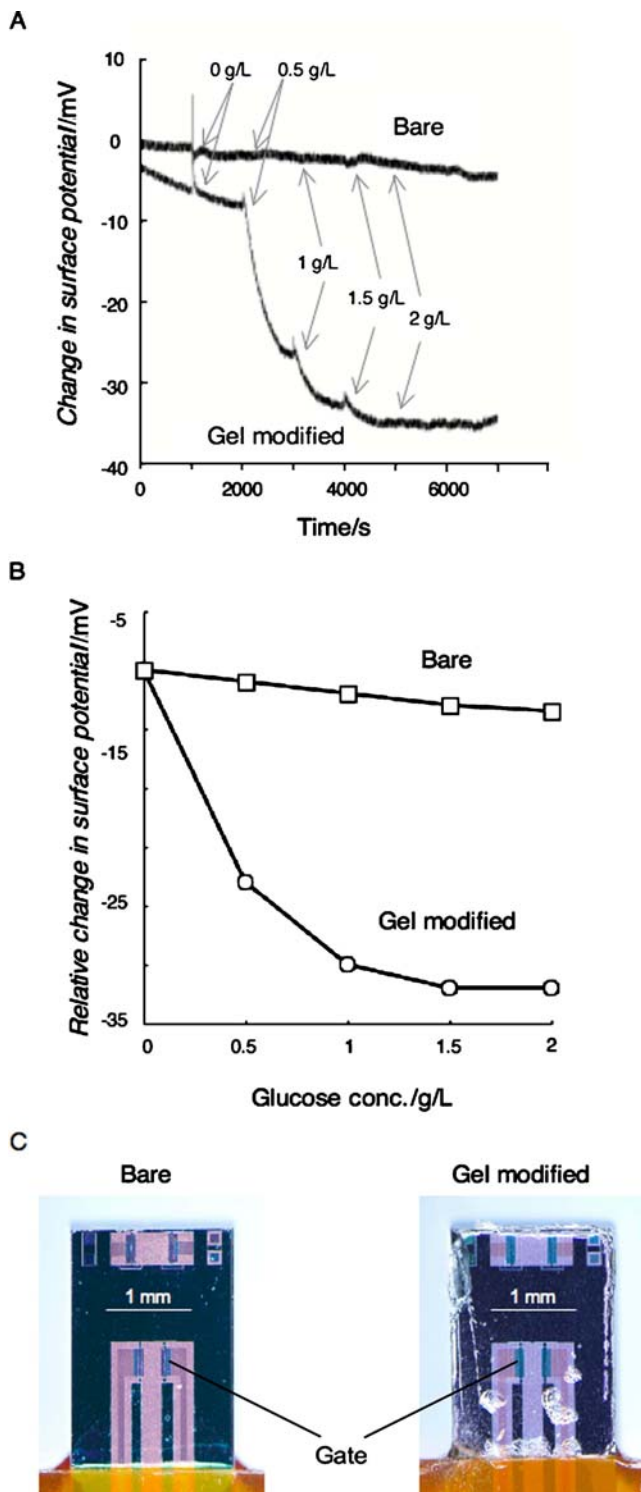 A
10
0
-10
-20
-30
-40
0 g/L
0.5 g/L
Bare
1 g/L
1.5 g/L
2 g/L
Gel modified
Change in surface potential/mV
0
2000
4000
6000
Time/s
B
-5
-15
-25
-35
Bare
Gel modified
Relative change in surface potential/mV
0
0.5
1
1.5
2
Glucose conc./g/L
C
Bare
Gel modified
1 mm
1 mm
Gate